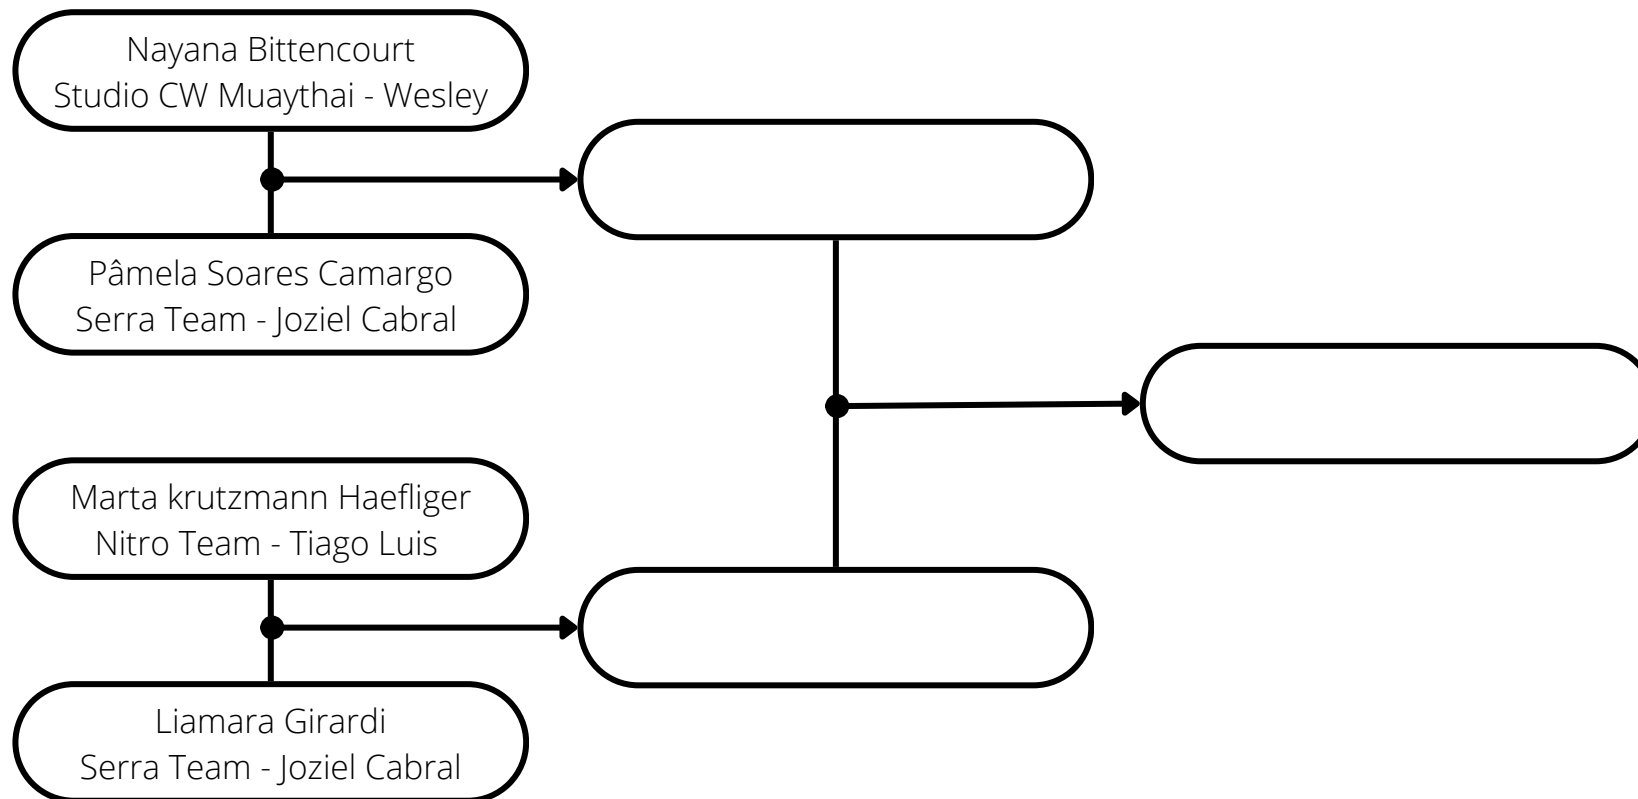 Nayana Bittencourt
Studio CW Muaythai - Wesley
Pâmela Soares Camargo
Serra Team - Joziel Cabral
Marta krutzmann Haefliger
Nitro Team - Tiago Luis
Liamara Girardi
Serra Team - Joziel Cabral